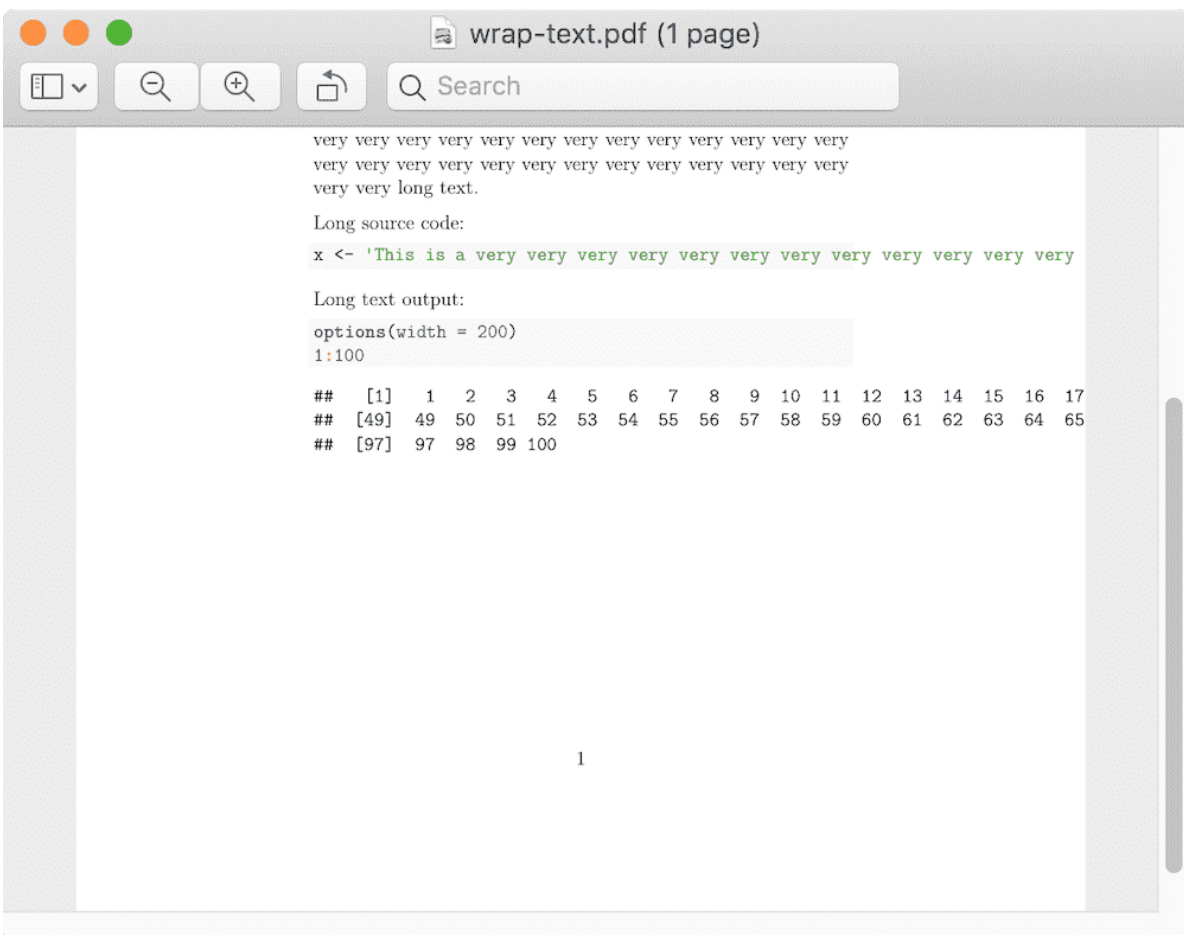 wrap-text.pdf (1 page)
Search
very very very very very very very very very very very very very
very very very very very very very very very very very very very
very very long text.
Long source code:
x <- 'This is a very very very very very very very very very very very very
Long text output:
options(width = 200)
1:100
##   [1]   1   2   3   4   5   6   7   8   9  10  11  12  13  14  15  16  17
##  [49]  49  50  51  52  53  54  55  56  57  58  59  60  61  62  63  64  65
##  [97]  97  98  99 100
1